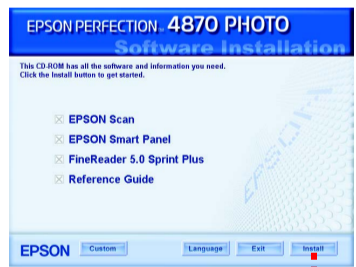 EPSON PERFECTION™ 4870 PHOTO
Software Installation
This CD-ROM has all the software and information you need.
Click the Install button to get started.
EPSON Scan
EPSON Smart Panel
FineReader 5.0 Sprint Plus
Reference Guide
EPSON
EPSON Custom Language Exit Install